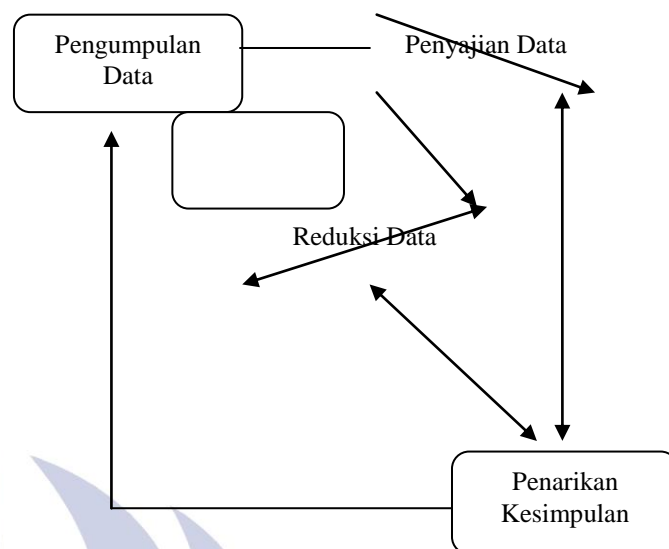 Pengumpulan
Data
Penyajian Data
Reduksi Data
Penarikan
Kesimpulan